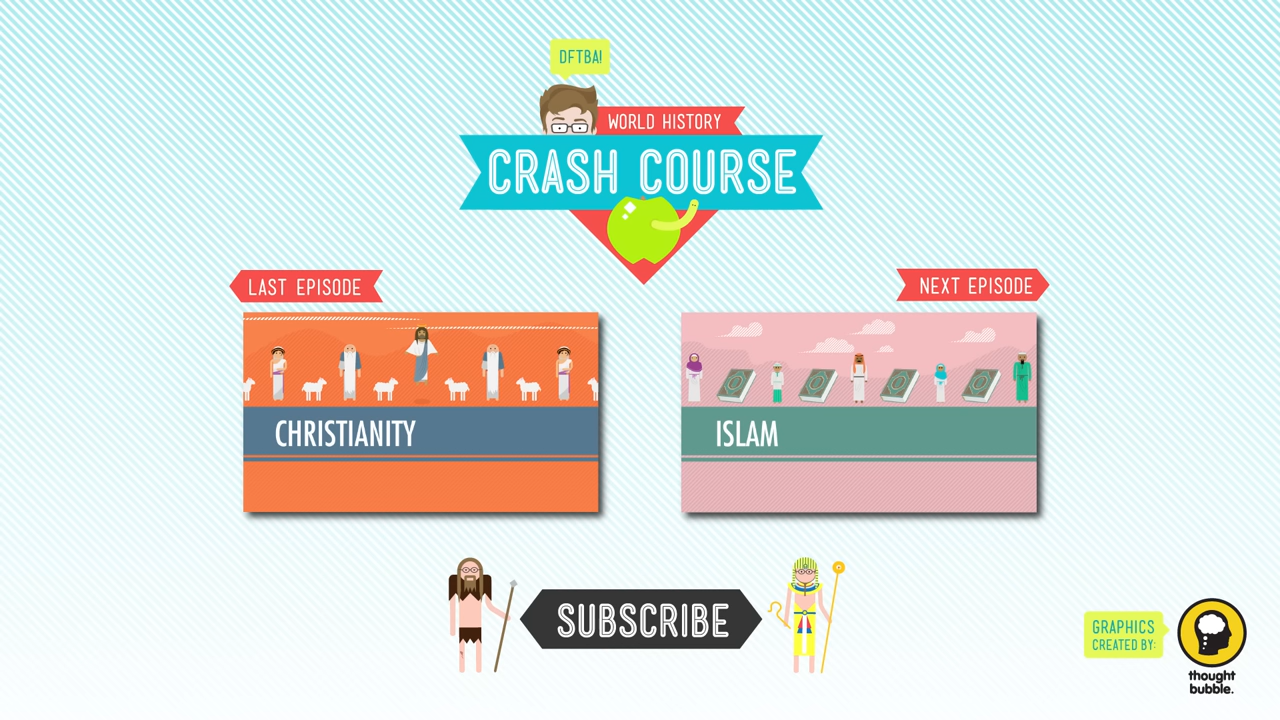 DFTBA!
WORLD HISTORY
CRASH COURSE
LAST EPISODE
NEXT EPISODE
CHRISTIANITY
ISLAM
SUBSCRIBE
GRAPHICS
CREATED BY:
thought
bubble.